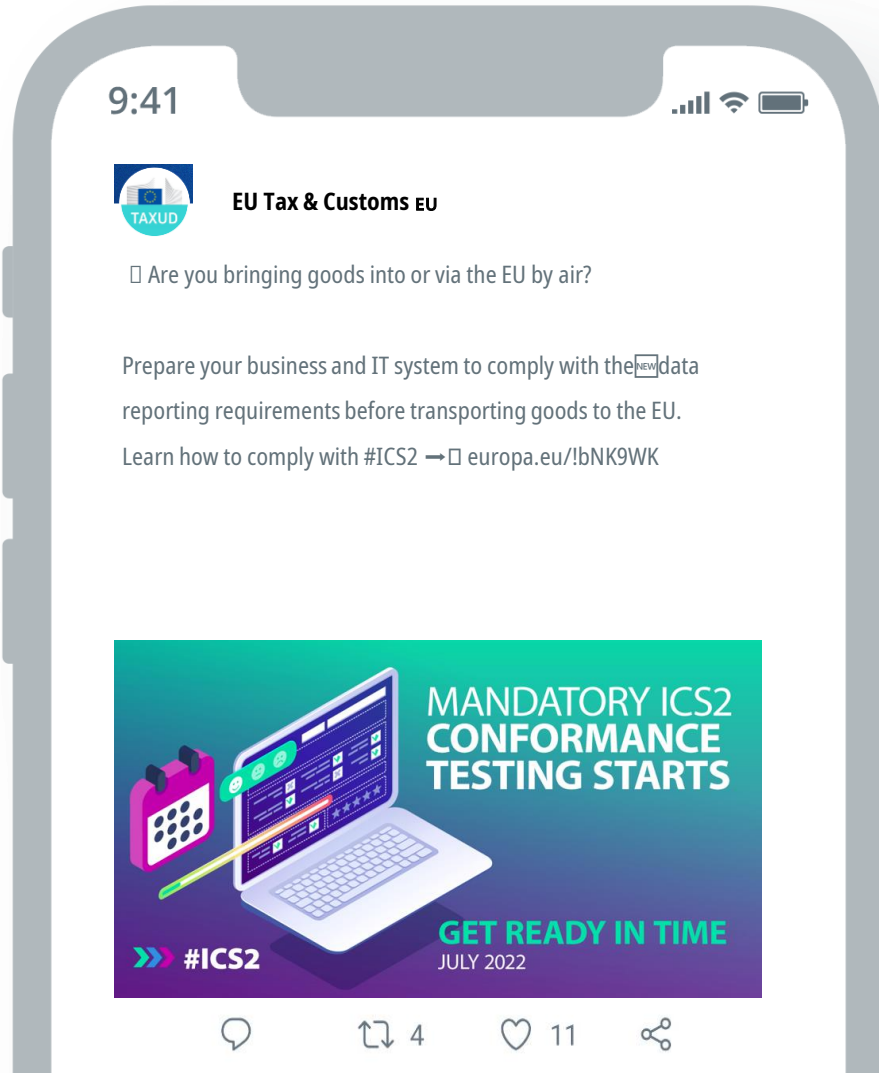 9:41
TAXUD
EU Tax & Customs EU
Are you bringing goods into or via the EU by air?
Prepare your business and IT system to comply with the NEW data
reporting requirements before transporting goods to the EU.
Learn how to comply with #ICS2 ➞ europa.eu/!bNK9WK
MANDATORY ICS2
CONFORMANCE
TESTING STARTS
GET READY IN TIME
#ICS2
JULY 2022
4
11